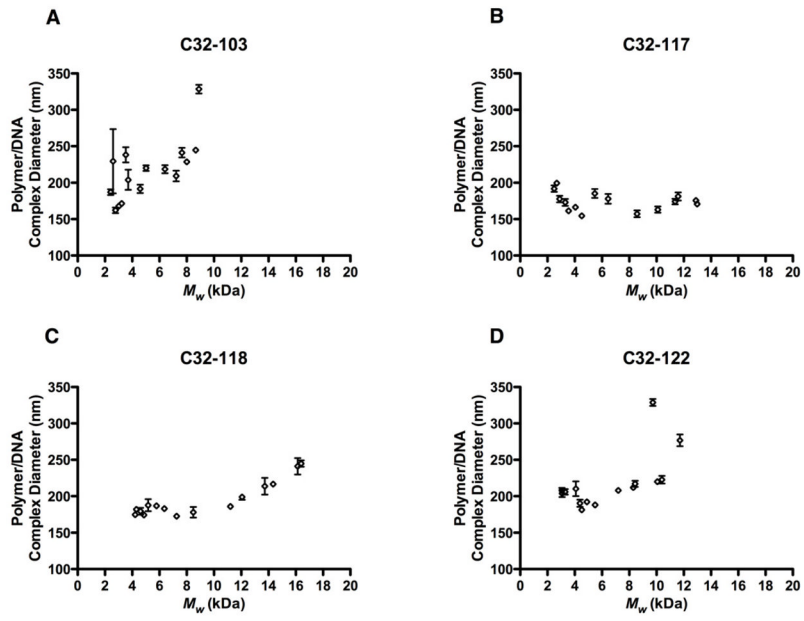 A
C32-103
Polymer/DNA
Complex Diameter (nm)
350
300
250
200
150
100
0 2 4 6 8 10 12 14 16 18 20
Mw (kDa)
B
C32-117
Polymer/DNA
Complex Diameter (nm)
350
300
250
200
150
100
0 2 4 6 8 10 12 14 16 18 20
Mw (kDa)
C
C32-118
Polymer/DNA
Complex Diameter (nm)
350
300
250
200
150
100
0 2 4 6 8 10 12 14 16 18 20
Mw (kDa)
D
C32-122
Polymer/DNA
Complex Diameter (nm)
350
300
250
200
150
100
0 2 4 6 8 10 12 14 16 18 20
Mw (kDa)